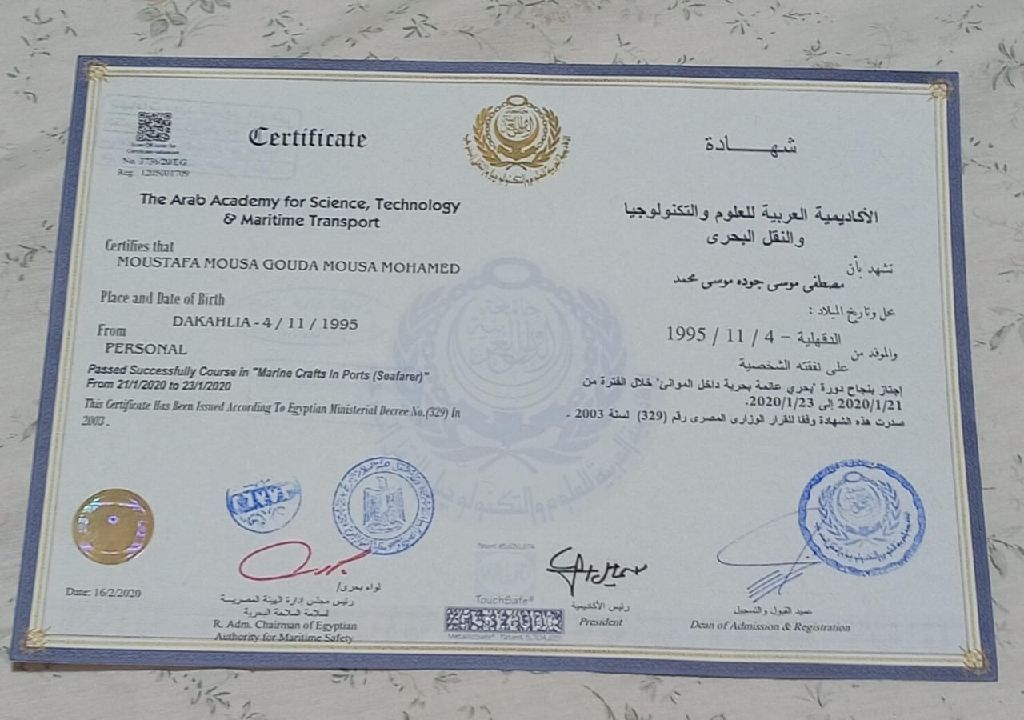 Certificate
The Arab Academy for Science, Technology
& Maritime Transport
Certifies that
MOUSTAFA MOUSA GOUDA MOUSA MOHAMED
Place and Date of Birth
DAKAHLIA - 4 / 11 / 1995
From
PERSONAL
Passed Successfully Course in "Marine Crafts In Ports (Seafarer)"
From 21/1/2020 to 23/1/2020
This Certificate Has Been Issued According To Egyptian Ministerial Decree No.(329) In
2003 .
شهـــــادة
الأكاديمية العربية للعلوم والتكنولوجيا
والنقل البحرى
تشهد بأن
مصطفى موسى جوده موسى محمد
محل وتاريخ الميلاد :
الدقهلية - 4 / 11 / 1995
والموفد من
على نفقته الشخصية
إجتاز بنجاح دورة "بحري عائمة بحرية داخل الموانئ" خلال الفترة من
2020/1/21 إلى 2020/1/23.
صدرت هذه الشهادة وفقا للقرار الوزارى المصرى رقم (329) لسنة 2003 .
Date: 16/2/2020
لواء بحرى/
رئيس مجلس إدارة الهيئة المصرية
لسلامة الملاحة البحرية
R. Adm. Chairman of Egyptian
Authority for Maritime Safety
TouchSafe®
رئيس الأكاديمية
President
عميد القبول والتسجيل
Dean of Admission & Registration